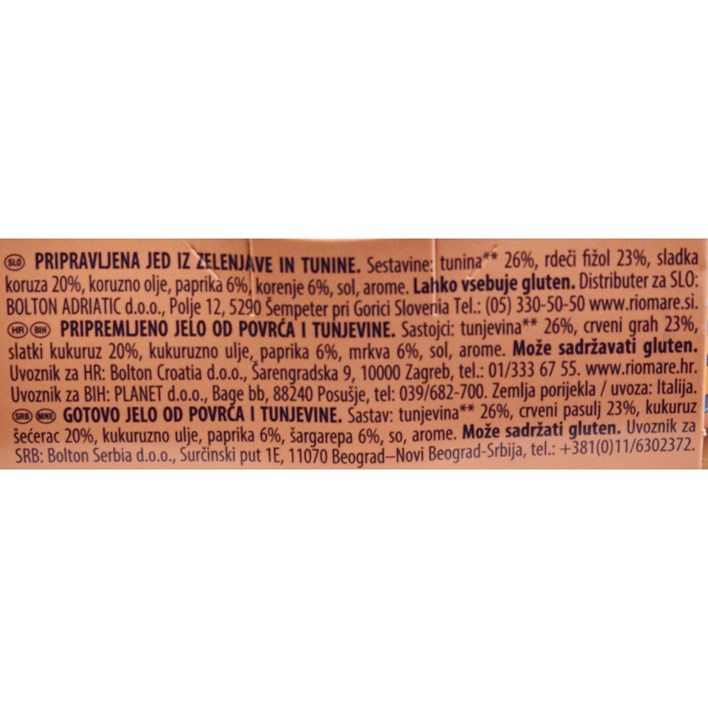 SLO PRIPRAVLJENA JED IZ ZELENJAVE IN TUNINE. Sestavine: tunina** 26%, rdeči fižol 23%, sladka
koruza 20%, koruzno olje, paprika 6%, korenje 6%, sol, arome. Lahko vsebuje gluten. Distributer za SLO:
BOLTON ADRIATIC d.o.o., Polje 12, 5290 Šempeter pri Gorici Slovenia Tel.: (05) 330-50-50 www.riomare.si.
HR BIH PRIPREMLJENO JELO OD POVRĆA I TUNJEVINE. Sastojci: tunjevina** 26%, crveni grah 23%,
slatki kukuruz 20%, kukuruzno ulje, paprika 6%, mrkva 6%, sol, arome. Može sadržavati gluten.
Uvoznik za HR: Bolton Croatia d.o.o., Šarengradska 9, 10000 Zagreb, tel.: 01/333 67 55. www.riomare.hr.
Uvoznik za BIH: PLANET d.o.o., Bage bb, 88240 Posušje, tel: 039/682-700. Zemlja porijekla / uvoza: Italija.
SRB MNE GOTOVO JELO OD POVRĆA I TUNJEVINE. Sastav: tunjevina** 26%, crveni pasulj 23%, kukuruz
šećerac 20%, kukuruzno ulje, paprika 6%, šargarepa 6%, so, arome. Može sadržati gluten. Uvoznik za
SRB: Bolton Serbia d.o.o., Surčinski put 1E, 11070 Beograd–Novi Beograd-Srbija, tel.: +381(0)11/6302372.